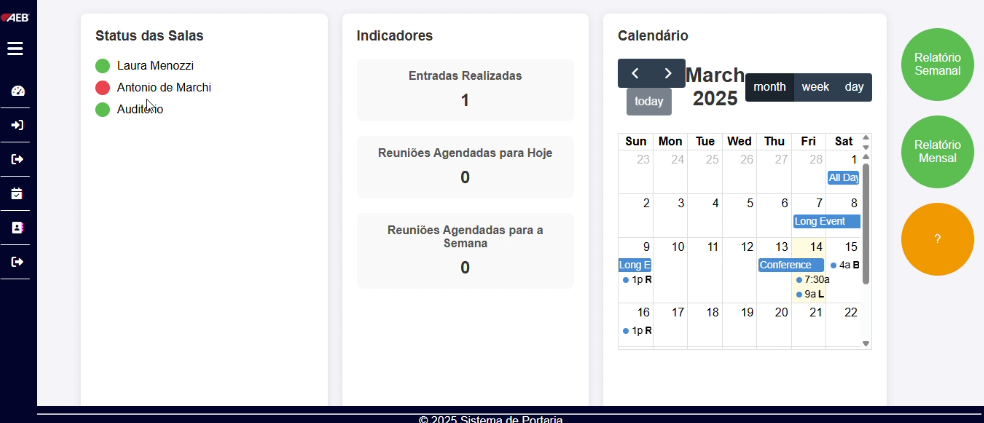 AEB
Status das Salas
Laura Menozzi
Antonio de Marchi
Auditório
Indicadores
Entradas Realizadas
1
Reuniões Agendadas para Hoje
0
Reuniões Agendadas para a
Semana
0
Calendário
today
March
2025
month week day
Sun Mon Tue Wed Thu Fri Sat
23 24 25 26 27 28 1
All Day
2 3 4 5 6 7 8
Long Event
9 10 11 12 13 14 15
Long E
Conference
4a B
1p R
7:30a
9a L
16 17 18 19 20 21 22
1p R
Relatório
Semanal
Relatório
Mensal
?
© 2025 Sistema de Portaria